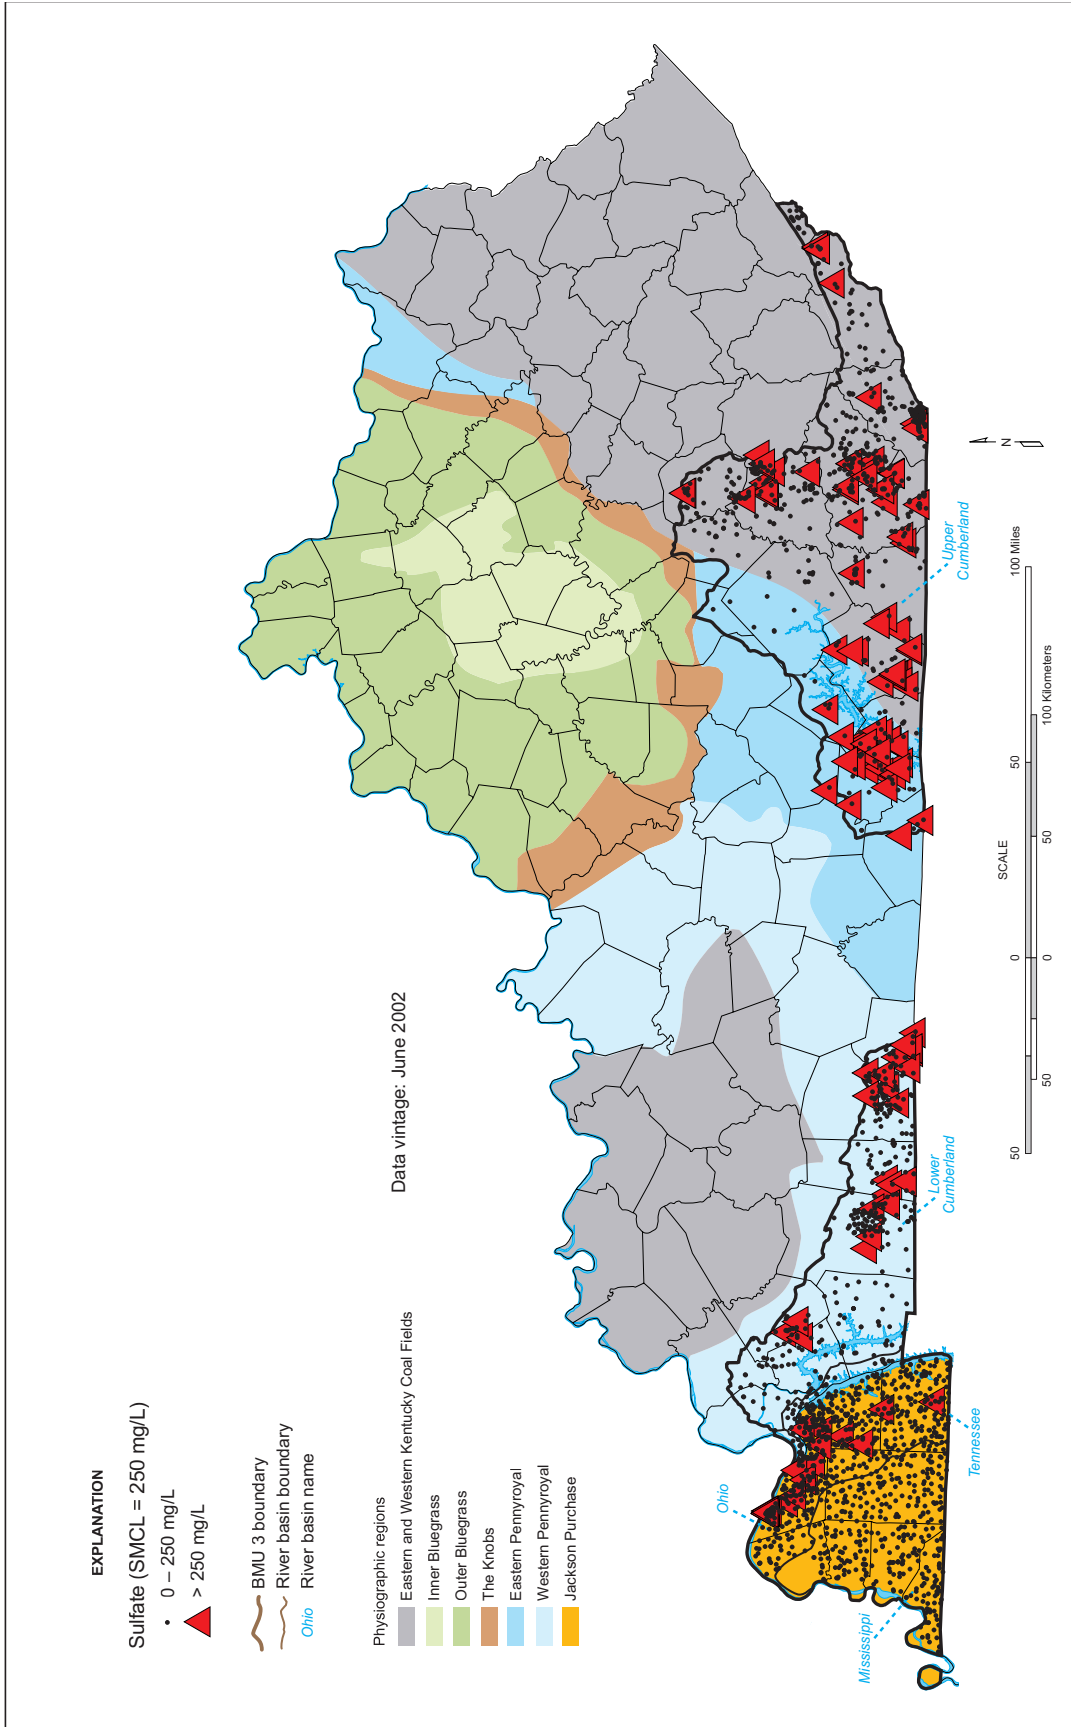 EXPLANATION
Sulfate (SMCL = 250 mg/L)
0 – 250 mg/L
> 250 mg/L
BMU 3 boundary
River basin boundary
Ohio
River basin name
Physiographic regions
Eastern and Western Kentucky Coal Fields
Inner Bluegrass
Outer Bluegrass
The Knobs
Eastern Pennyroyal
Western Pennyroyal
Jackson Purchase
Data vintage: June 2002
Ohio
Mississippi
Tennessee
Lower
Cumberland
Upper
Cumberland
N
SCALE
50
0
50
100 Miles
50
0
50
100 Kilometers